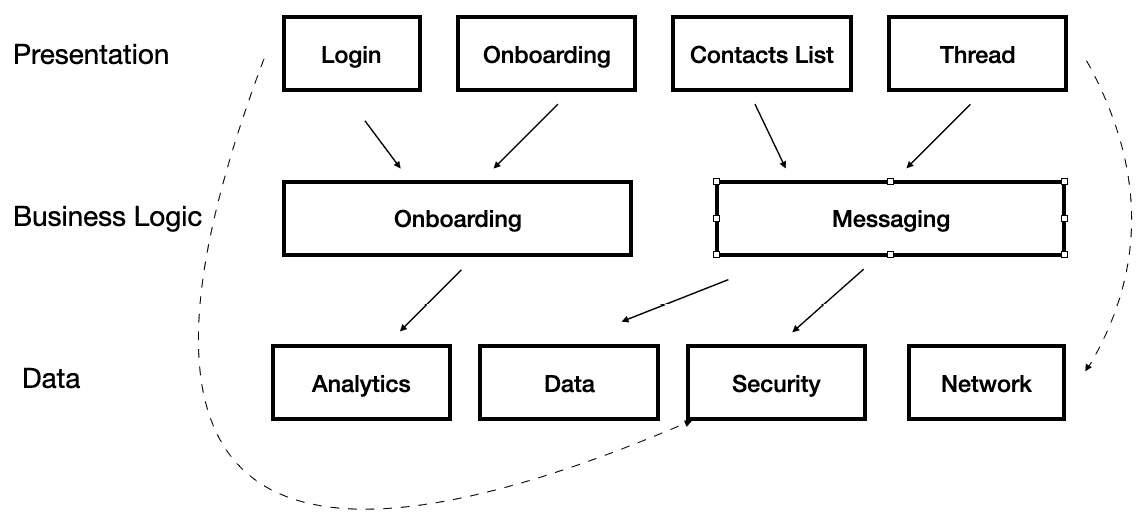 Presentation
Login
Onboarding
Contacts List
Thread
Business Logic
Onboarding
Messaging
Data
Analytics
Data
Security
Network